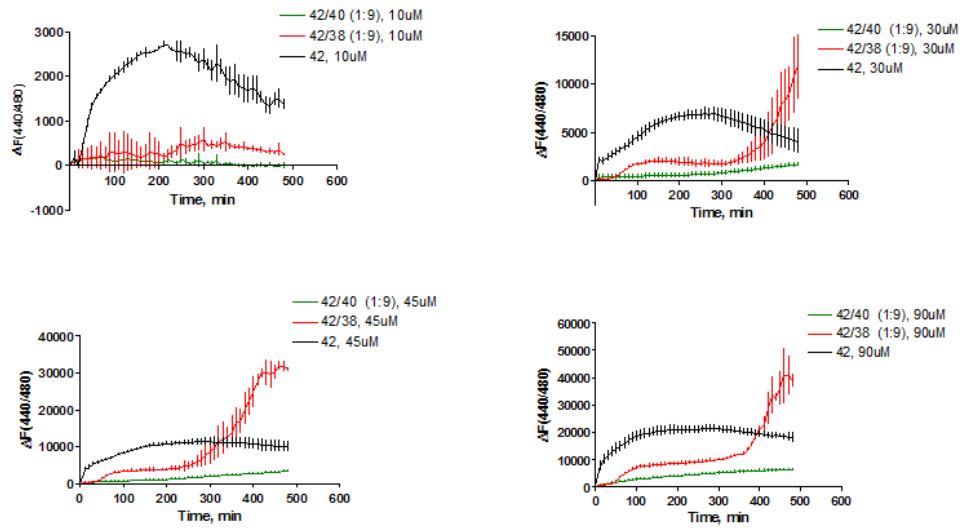 42/40 (1:9), 10uM
42/38 (1:9), 10uM
42, 10uM
ΔF(440/480)
3000
2000
1000
0
-1000
100 200 300 400 500 600
Time, min
42/40 (1:9), 30uM
42/38 (1:9), 30uM
42, 30uM
ΔF(440/480)
15000
10000
5000
0
0 100 200 300 400 500 600
Time, min
42/40 (1:9), 45uM
42/38, 45uM
42, 45uM
ΔF(440/480)
40000
30000
20000
10000
0
0 100 200 300 400 500 600
Time, min
42/40 (1:9), 90uM
42/38 (1:9), 90uM
42, 90uM
ΔF(440/480)
60000
50000
40000
30000
20000
10000
0
0 100 200 300 400 500 600
Time, min